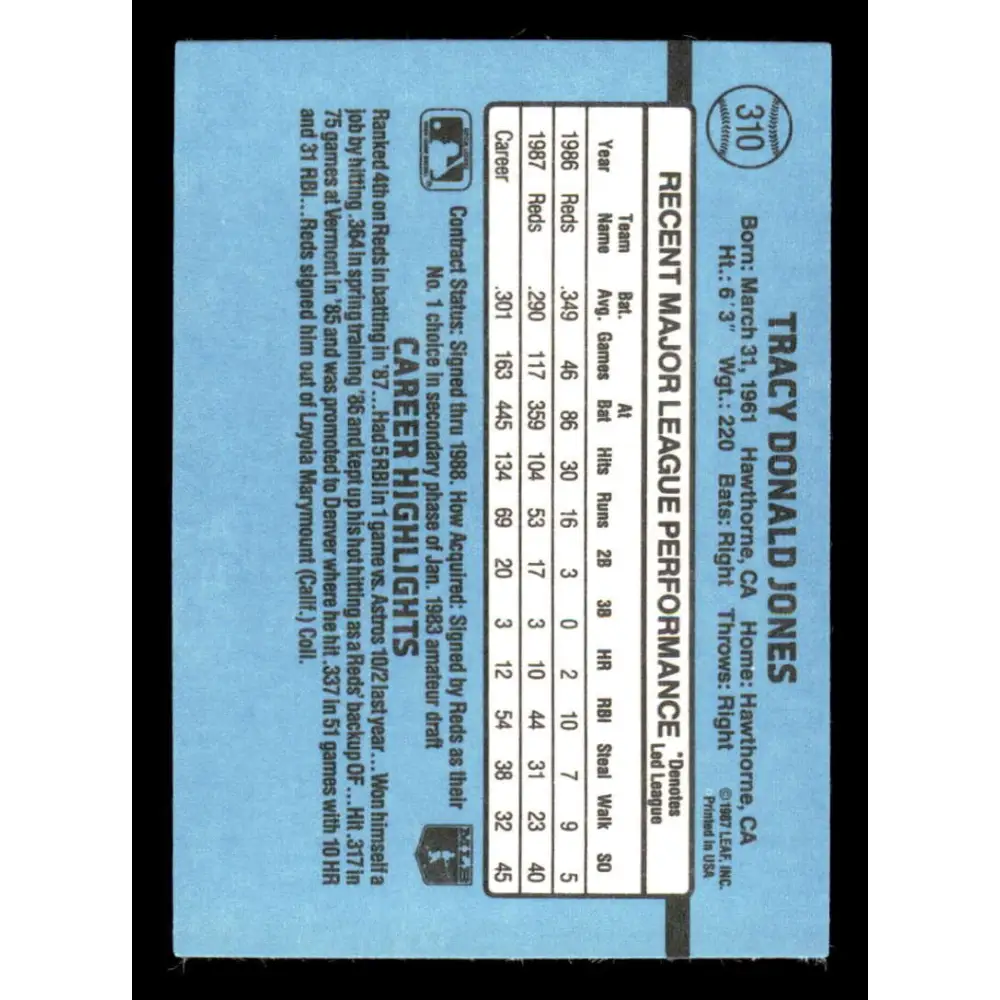 310
TRACY DONALD JONES
Born: March 31, 1961 Hawthorne, CA Home: Hawthorne, CA
Ht.: 6'3" Wgt.: 220 Bats: Right Throws: Right
©1987 LEAF, INC.
Printed in USA
RECENT MAJOR LEAGUE PERFORMANCE *Denotes Led League
Year Team Name Bat. Avg. Games At Bat Hits Runs 2B 3B HR RBI Steal Walk SO
1986 Reds .349 46 86 30 16 3 0 2 10 7 9 5
1987 Reds .290 117 359 104 53 17 3 10 44 31 23 40
Career .301 163 445 134 69 20 3 12 54 38 32 45
Contract Status: Signed thru 1988. How Acquired: Signed by Reds as their
No. 1 choice in secondary phase of Jan. 1983 amateur draft
CAREER HIGHLIGHTS
Ranked 4th on Reds in batting in '87...Had 5 RBI in 1 game vs. Astros 10/2 last year...Won himself a
job by hitting .364 in spring training '86 and kept up his hot hitting as a Reds' backup OF...Hit .317 in
75 games at Vermont in '85 and was promoted to Denver where he hit .337 in 51 games with 10 HR
and 31 RBI...Reds signed him out of Loyola Marymount (Calif.) Coll.